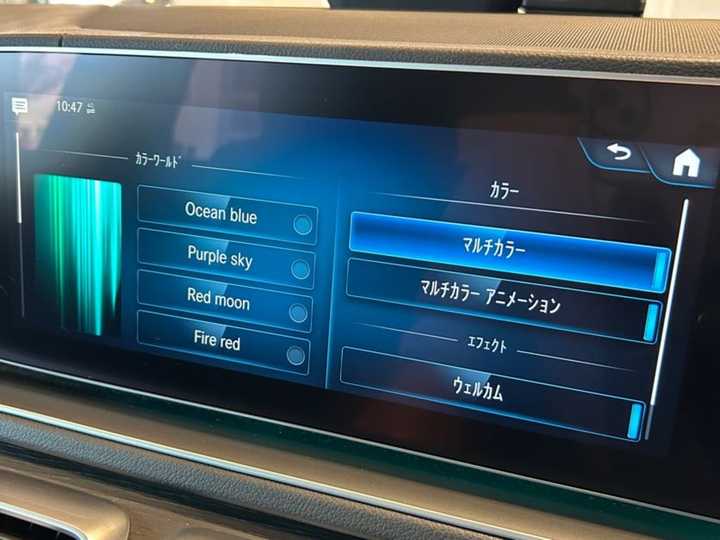 10:47
カラーワールド
Ocean blue
Purple sky
Red moon
Fire red
カラー
マルチカラー
マルチカラー アニメーション
エフェクト
ウェルカム